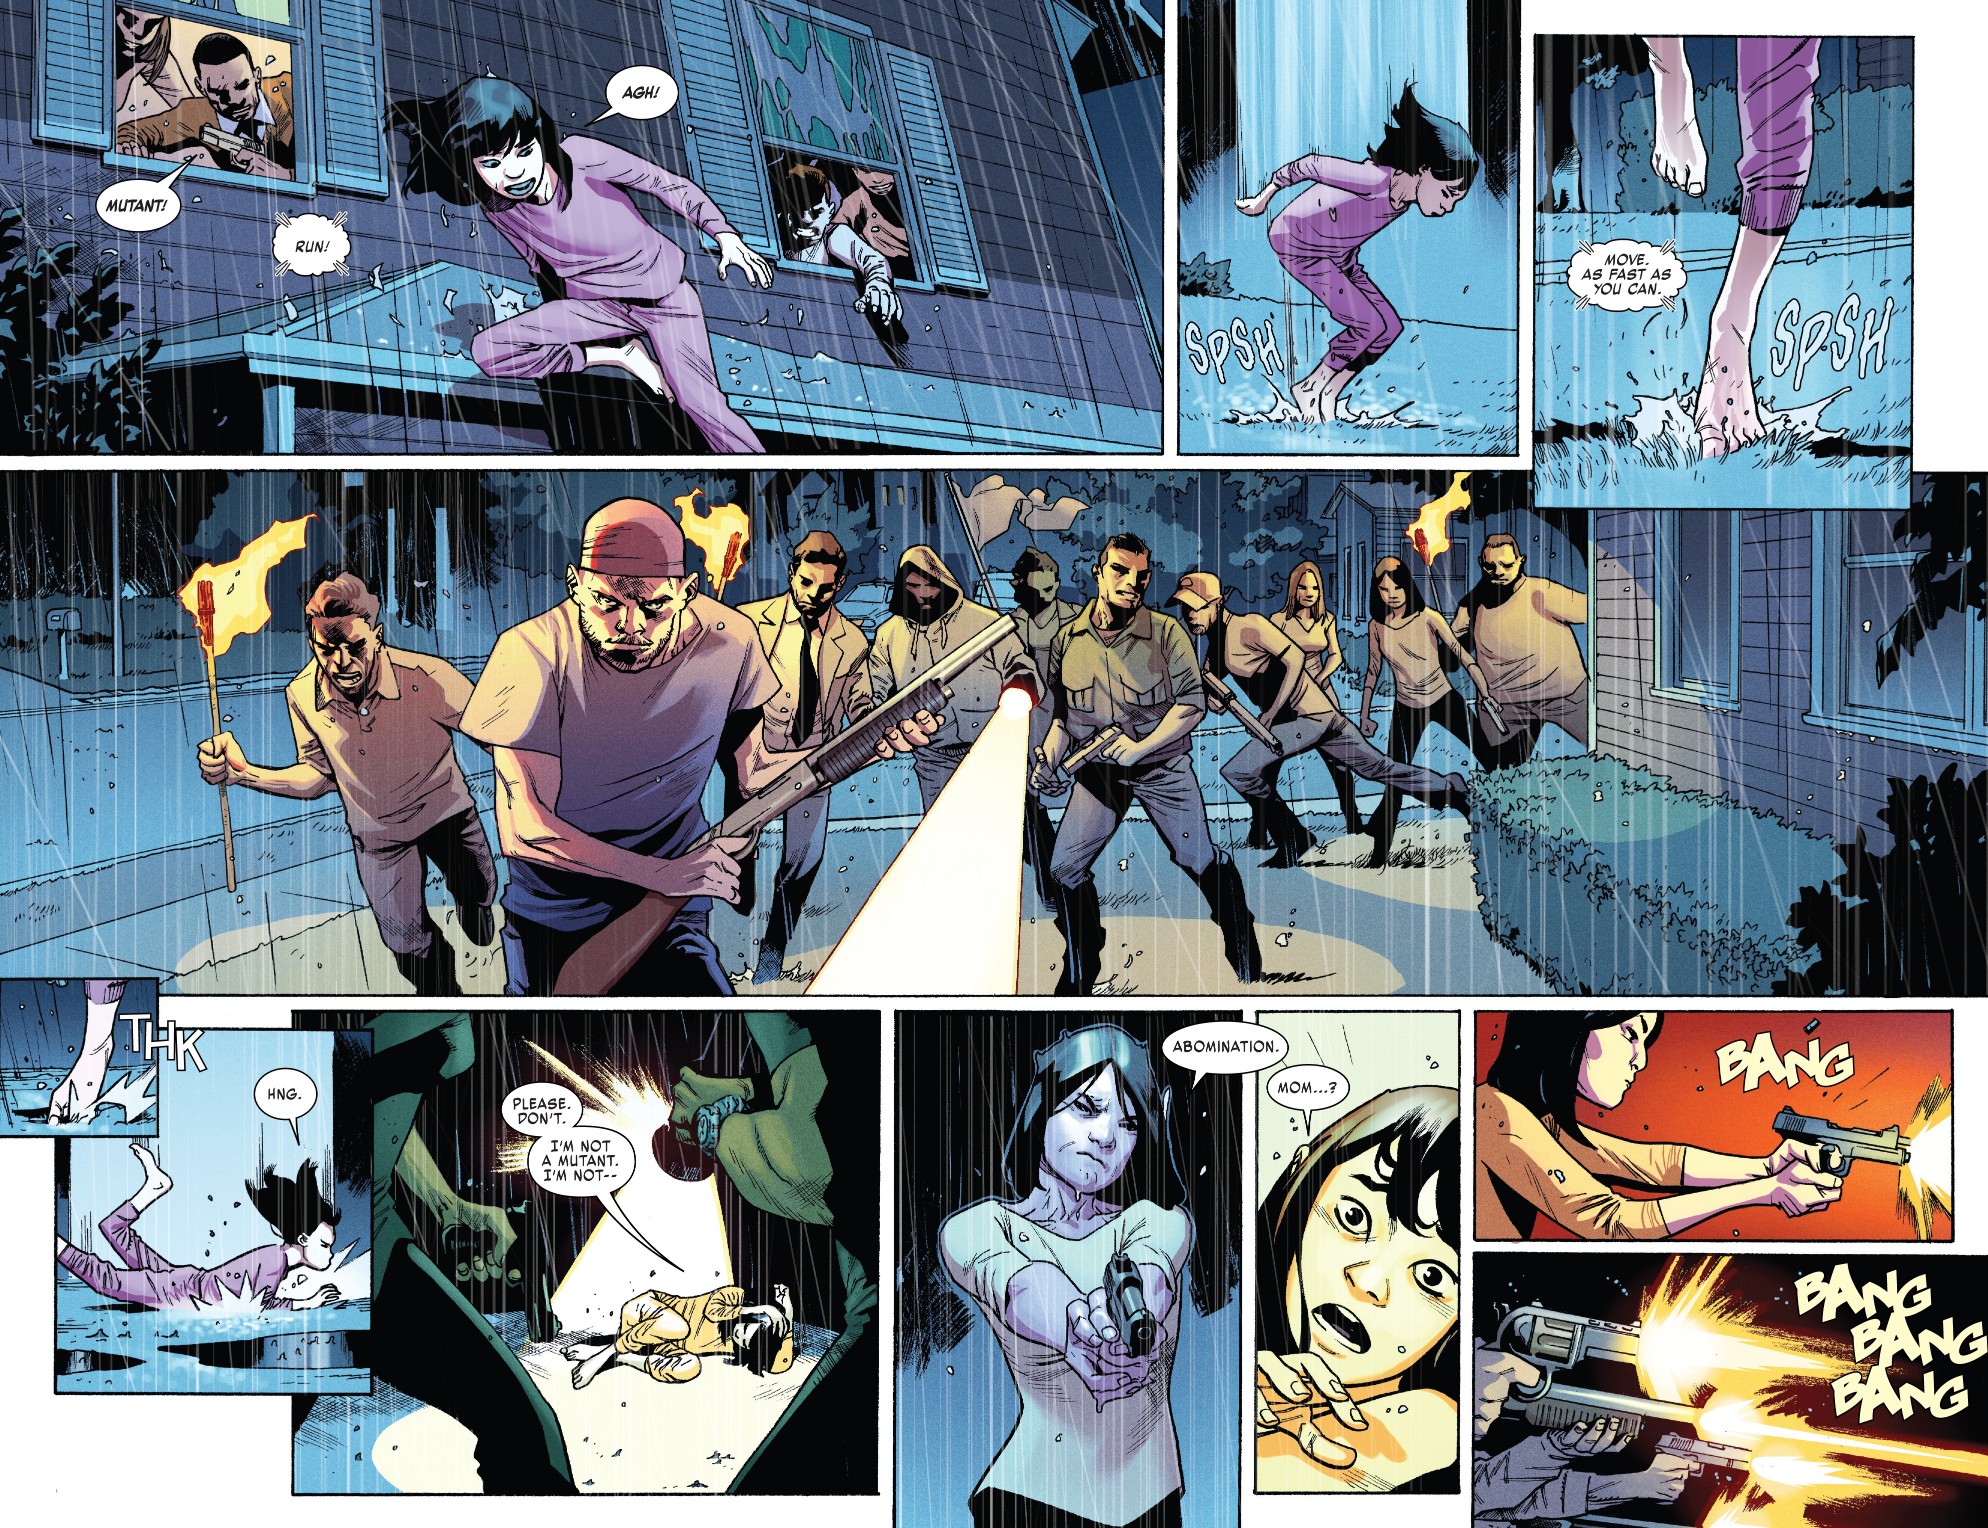 AGH!
MUTANT!
RUN!
SPSH
MOVE.
AS FAST AS
YOU CAN.
SPSH
THK
HNG.
PLEASE.
DON'T.
I'M NOT
A MUTANT.
I'M NOT--
ABOMINATION.
MOM...?
BANG
BANG
BANG
BANG